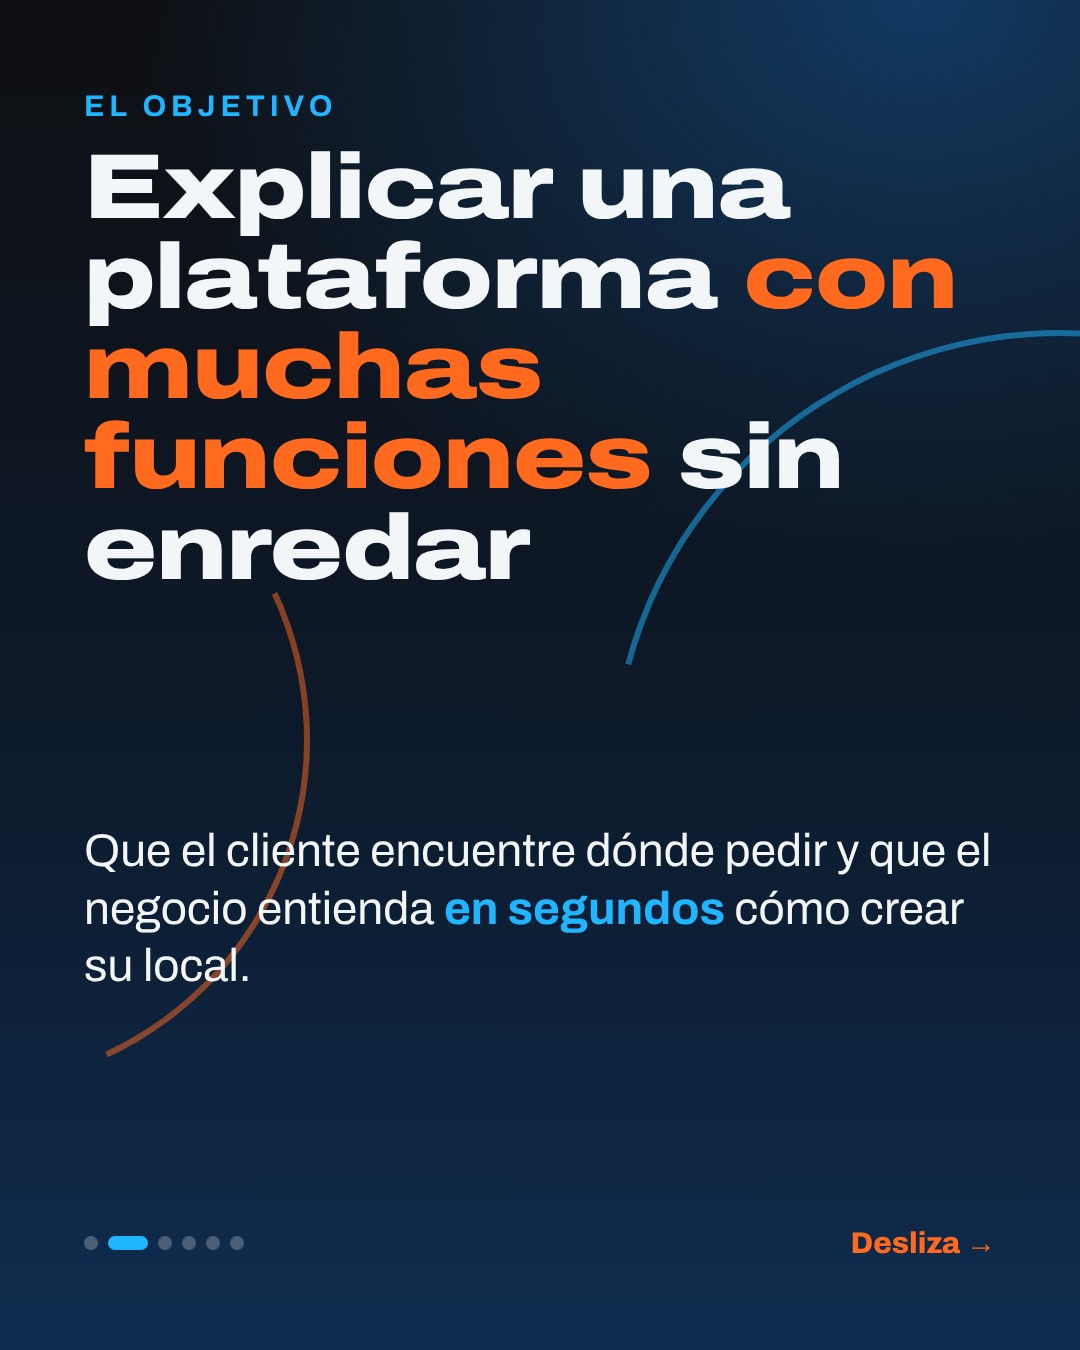 EL OBJETIVO
Explicar una
plataforma con
muchas
funciones sin
enredar
Que el cliente encuentre dónde pedir y que el
negocio entienda en segundos cómo crear
su local.
Desliza →